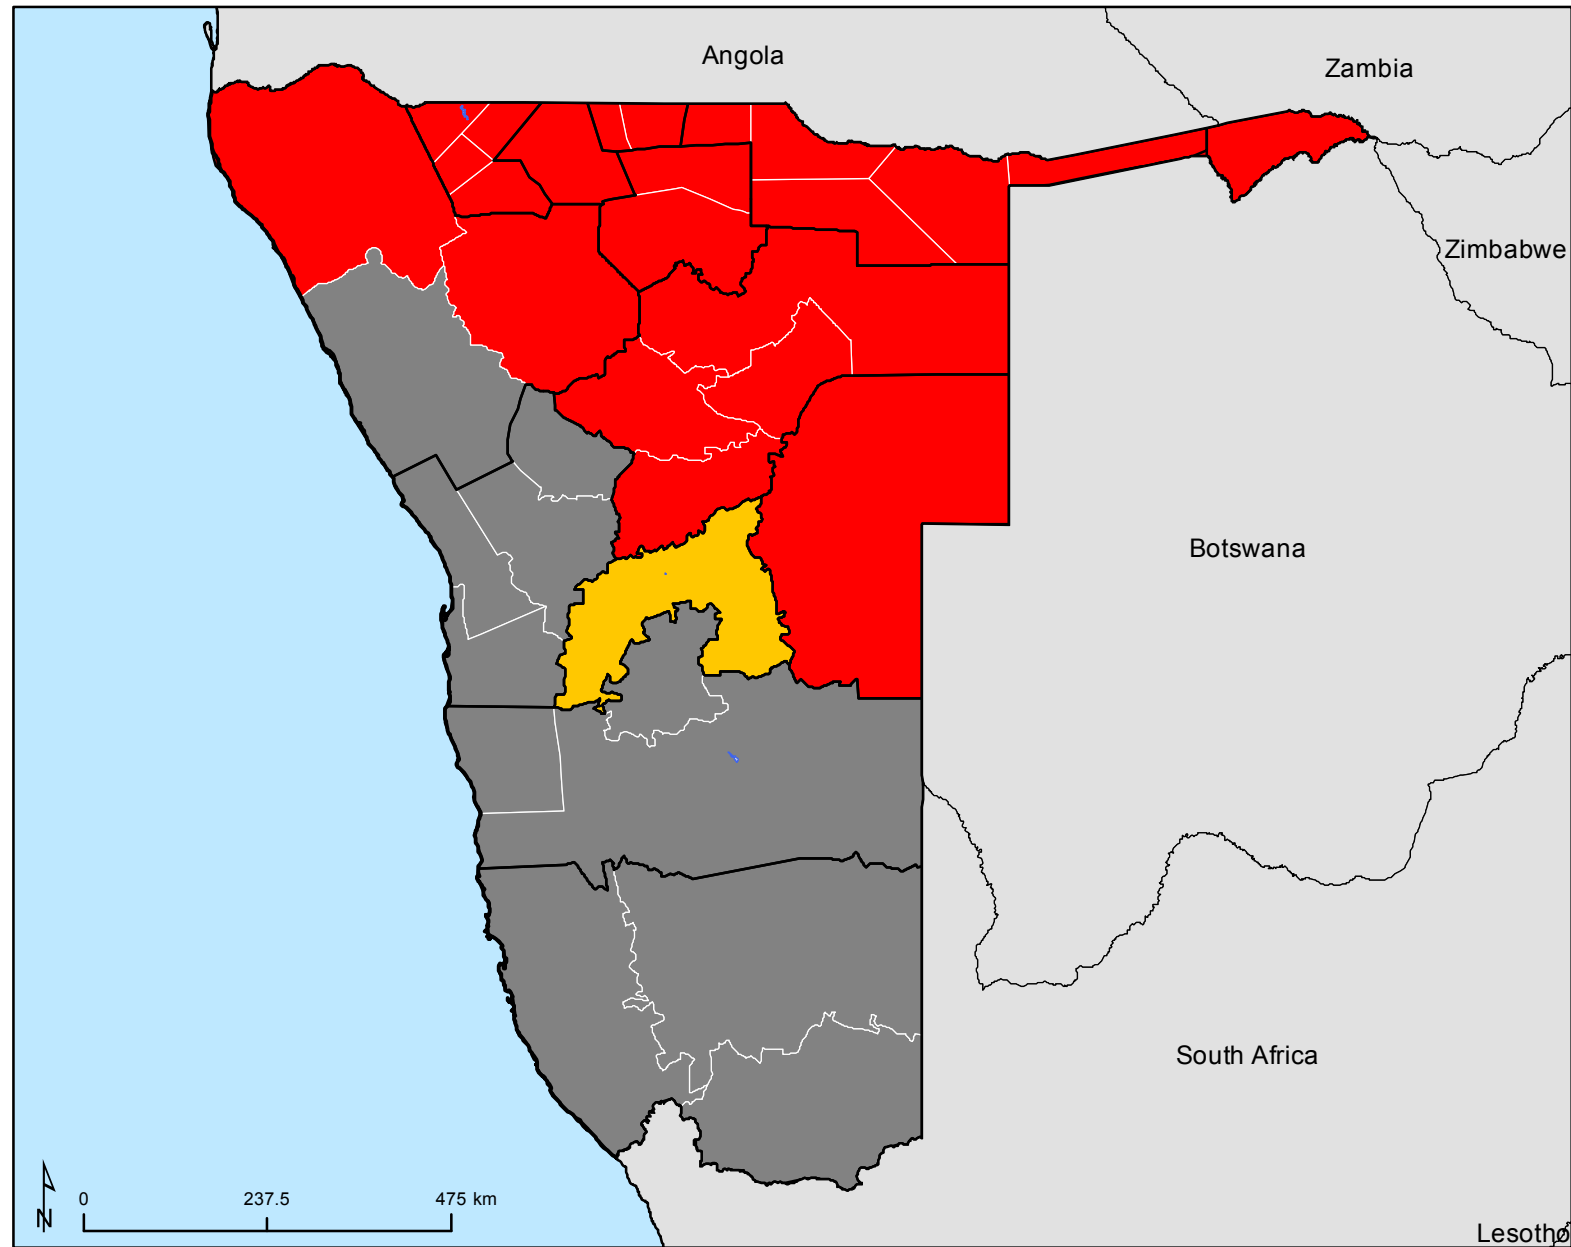 Angola
Zambia
Zimbabwe
Botswana
South Africa
Lesotho
0 237.5 475 km
N